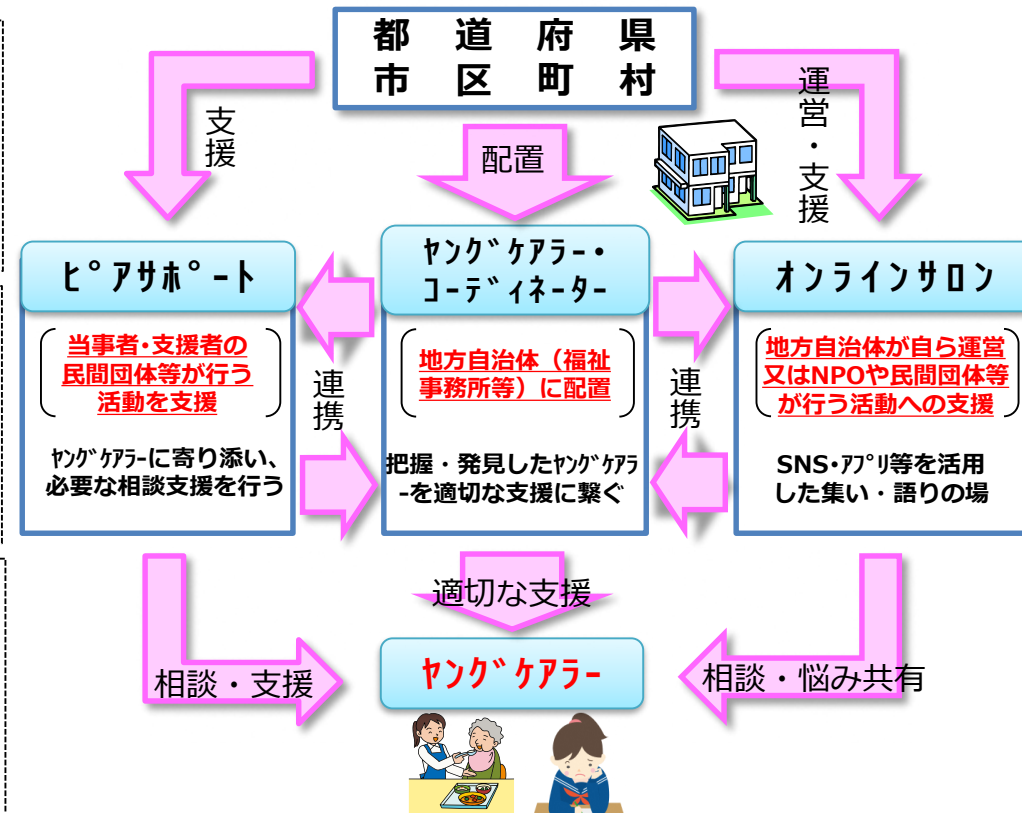 都道府県
市区町村
支援
配置
運営・支援
ﾋﾟｱｻﾎﾟｰﾄ
ﾔﾝｸﾞｹｱﾗｰ・
ｺｰﾃﾞｨﾈｰﾀｰ
オンラインサロン
当事者・支援者の
民間団体等が行う
活動を支援
連携
地方自治体（福祉
事務所等）に配置
連携
地方自治体が自ら運営
又はNPOや民間団体等
が行う活動への支援
ﾔﾝｸﾞｹｱﾗｰに寄り添い、
必要な相談支援を行う
把握・発見したﾔﾝｸﾞｹｱﾗ
ｰを適切な支援に繋ぐ
SNS・ｱﾌﾟﾘ等を活用
した集い・語りの場
適切な支援
相談・支援
ﾔﾝｸﾞｹｱﾗｰ
相談・悩み共有